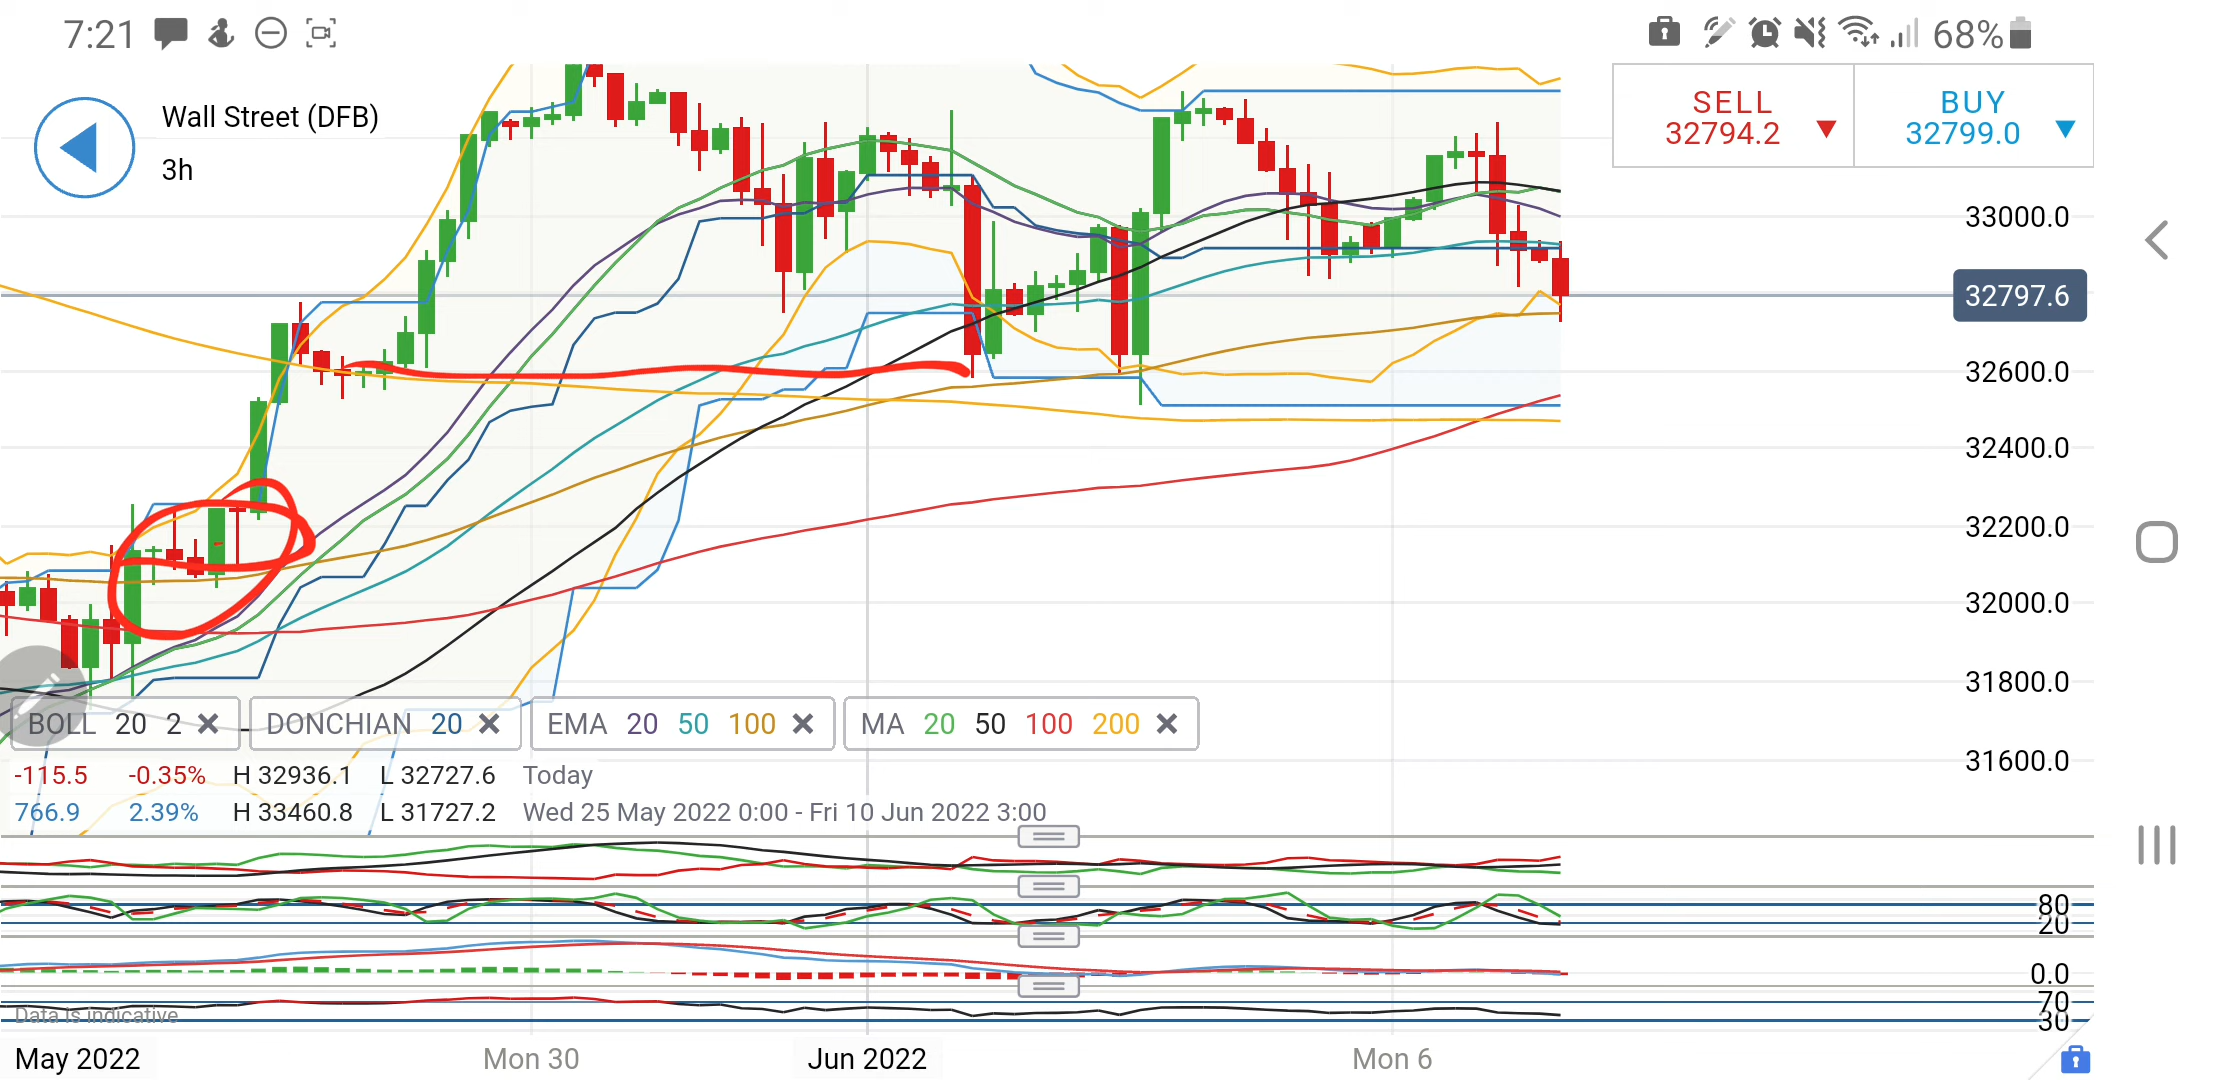 7:21
68%
Wall Street (DFB)
3h
SELL
32794.2
BUY
32799.0
33000.0
32797.6
32600.0
32400.0
32200.0
32000.0
31800.0
31600.0
BOLL 20 2
DONCHIAN 20
EMA 20 50 100
MA 20 50 100 200
-115.5 -0.35% H 32936.1 L 32727.6 Today
766.9 2.39% H 33460.8 L 31727.2 Wed 25 May 2022 0:00 - Fri 10 Jun 2022 3:00
80
20
0.0
70
30
Data is indicative
May 2022 Mon 30 Jun 2022 Mon 6